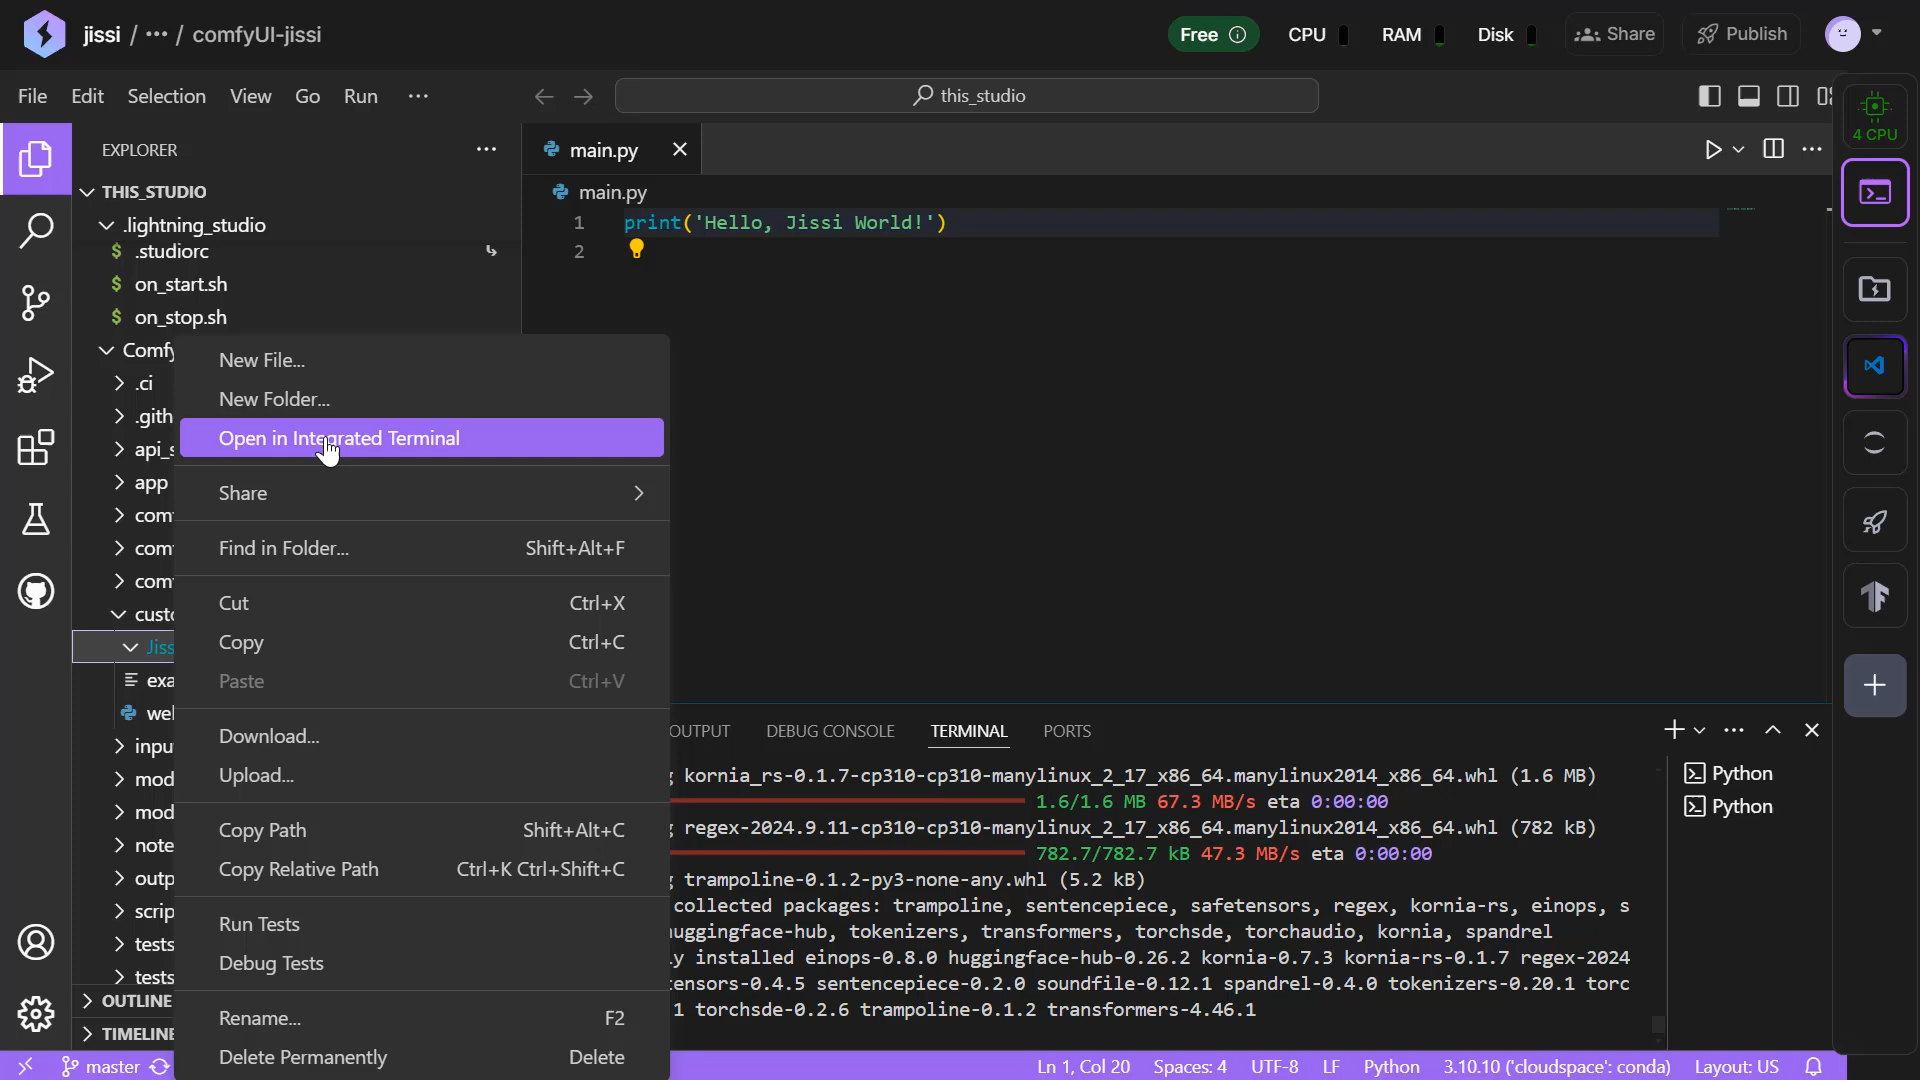 jissi / ··· / comfyUI-jissi
Free
CPU
RAM
Disk
Share
Publish
File Edit Selection View Go Run ···
this_studio
4 CPU
EXPLORER
main.py
THIS_STUDIO
main.py
.lightning_studio
$ .studiorc
$ on_start.sh
$ on_stop.sh
1 print('Hello, Jissi World!')
2
Comfy
.ci
.gith
api_s
app
com
com
com
custo
Jiss
exa
we
inpu
mod
mod
note
outp
scrip
tests
tests
OUTLINE
TIMELINE
New File...
New Folder...
Open in Integrated Terminal
Share
Find in Folder... Shift+Alt+F
Cut Ctrl+X
Copy Ctrl+C
Paste Ctrl+V
Download...
Upload...
Copy Path Shift+Alt+C
Copy Relative Path Ctrl+K Ctrl+Shift+C
Run Tests
Debug Tests
Rename... F2
Delete Permanently Delete
OUTPUT DEBUG CONSOLE TERMINAL PORTS
kornia_rs-0.1.7-cp310-cp310-manylinux_2_17_x86_64.manylinux2014_x86_64.whl (1.6 MB)
1.6/1.6 MB 67.3 MB/s eta 0:00:00
regex-2024.9.11-cp310-cp310-manylinux_2_17_x86_64.manylinux2014_x86_64.whl (782 kB)
782.7/782.7 kB 47.3 MB/s eta 0:00:00
trampoline-0.1.2-py3-none-any.whl (5.2 kB)
collected packages: trampoline, sentencepiece, safetensors, regex, kornia-rs, einops, s
uggingface-hub, tokenizers, transformers, torchsde, torchaudio, kornia, spandrel
y installed einops-0.8.0 huggingface-hub-0.26.2 kornia-0.7.3 kornia-rs-0.1.7 regex-2024
ensors-0.4.5 sentencepiece-0.2.0 soundfile-0.12.1 spandrel-0.4.0 tokenizers-0.20.1 torc
1 torchsde-0.2.6 trampoline-0.1.2 transformers-4.46.1
Python
Python
master
Ln 1, Col 20 Spaces: 4 UTF-8 LF Python 3.10.10 ('cloudspace': conda) Layout: US